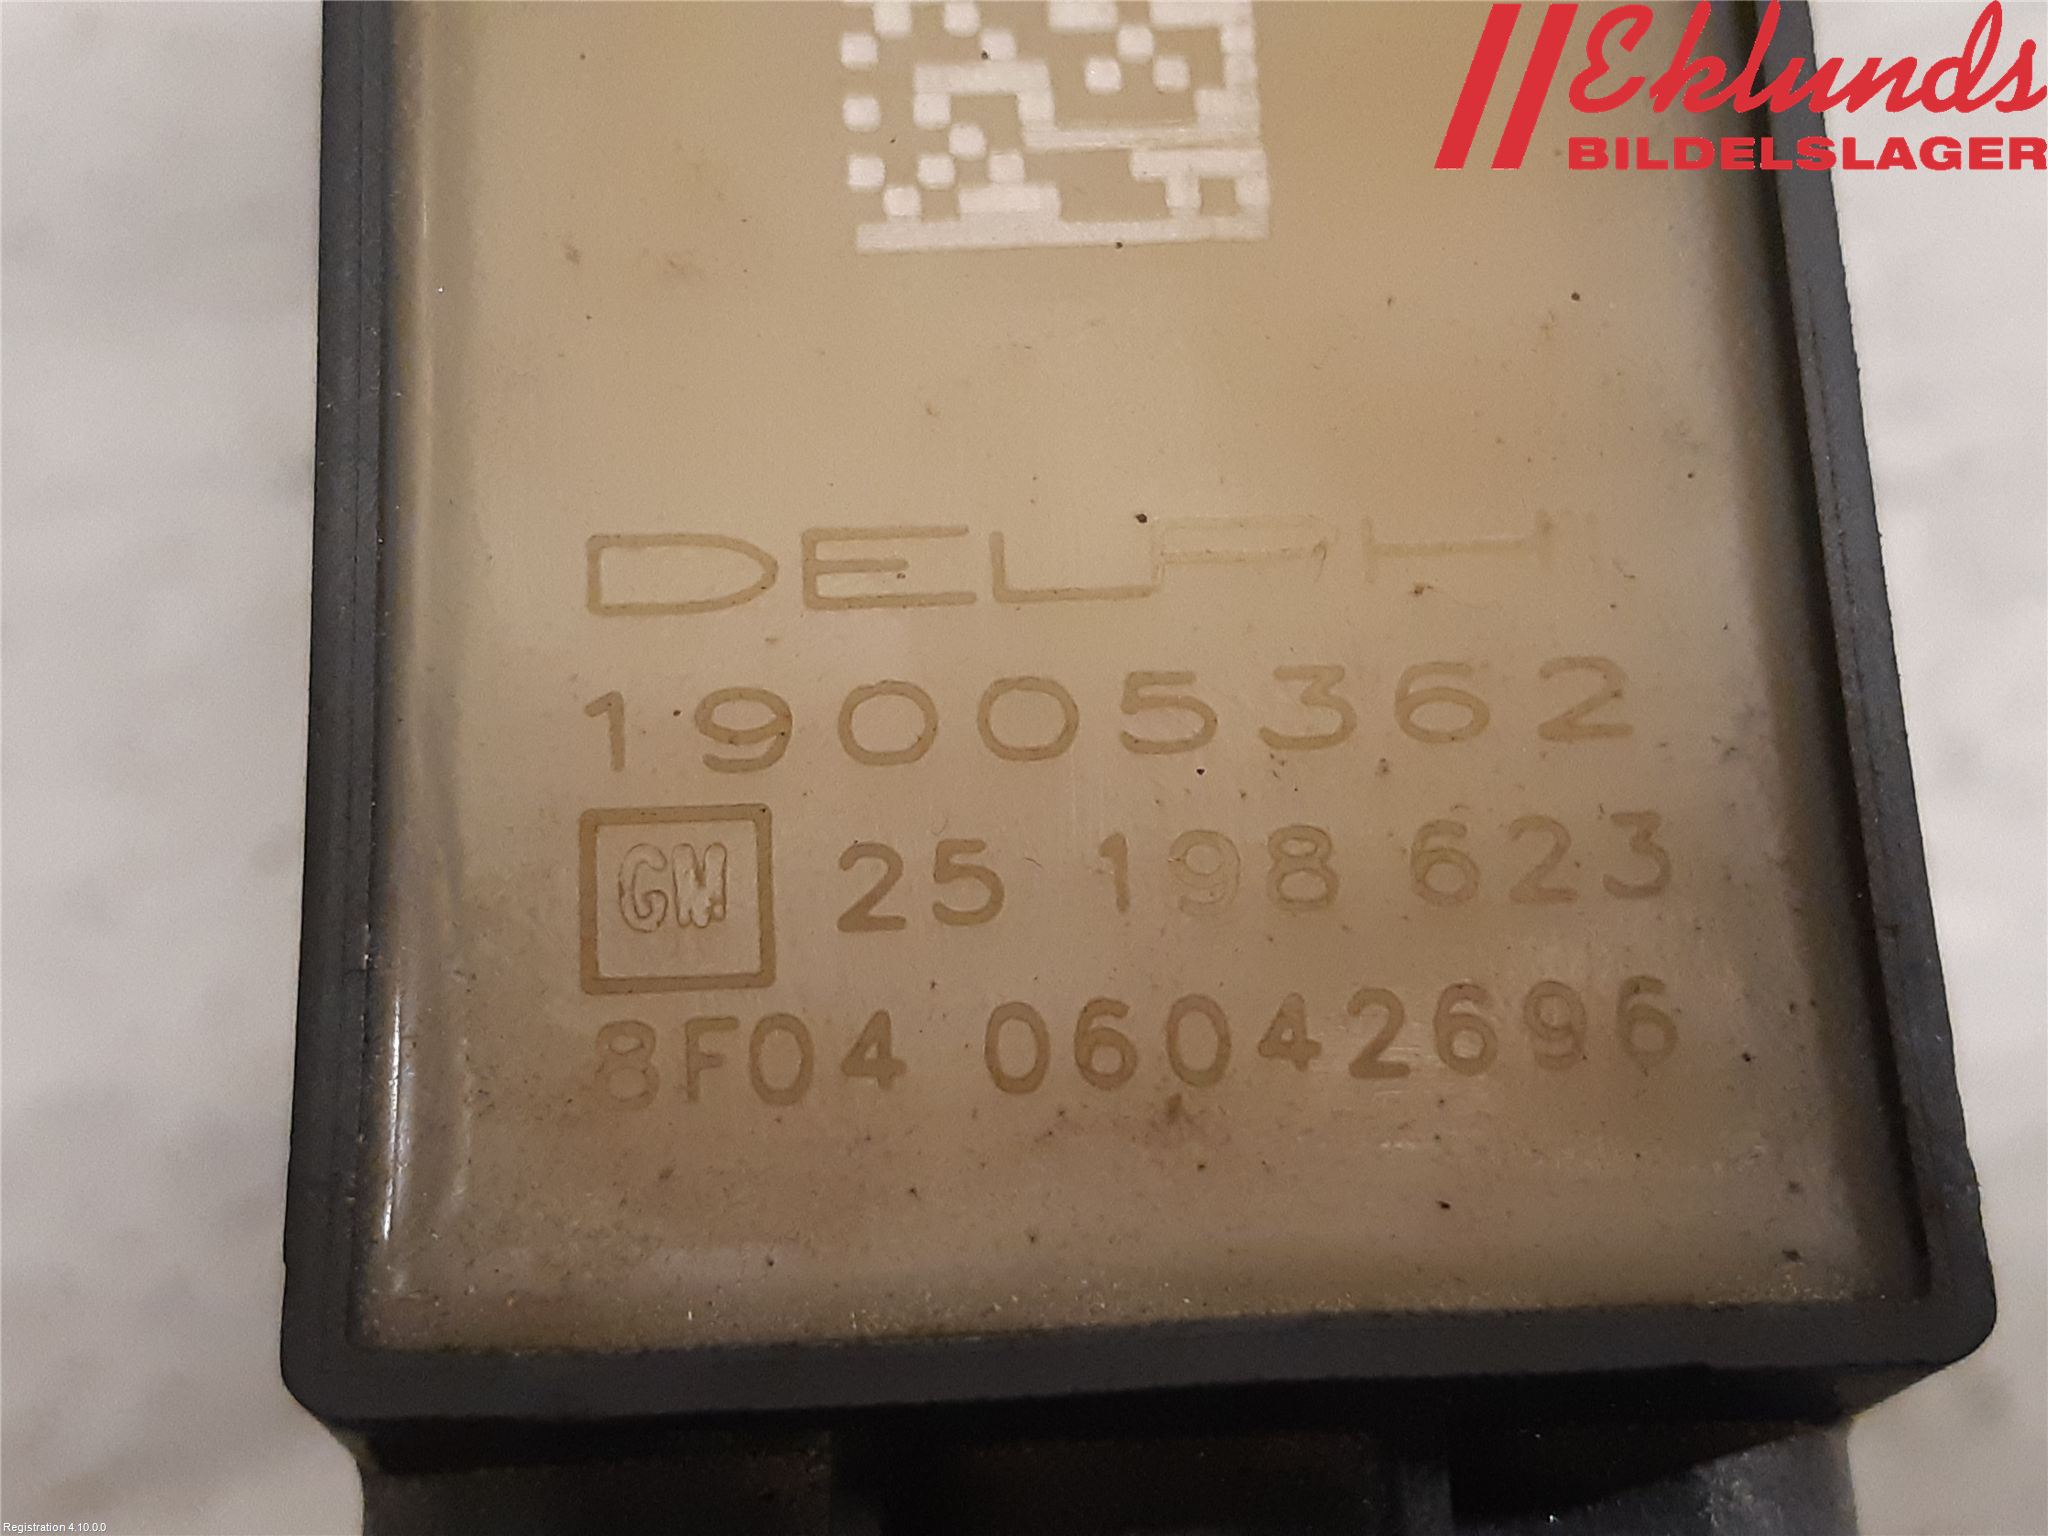 Eklunds
BILDELSLAGER
DELPHI
19005362
GM 25 198 623
8F04 06042696
Registration 4.10.0.0